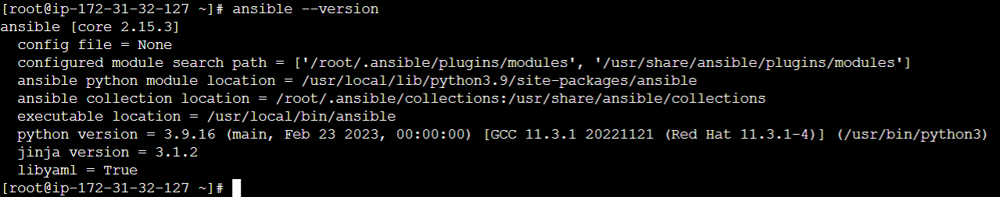 [root@ip-172-31-32-127 ~]# ansible --version
ansible [core 2.15.3]
  config file = None
  configured module search path = ['/root/.ansible/plugins/modules', '/usr/share/ansible/plugins/modules']
  ansible python module location = /usr/local/lib/python3.9/site-packages/ansible
  ansible collection location = /root/.ansible/collections:/usr/share/ansible/collections
  executable location = /usr/local/bin/ansible
  python version = 3.9.16 (main, Feb 23 2023, 00:00:00) [GCC 11.3.1 20221121 (Red Hat 11.3.1-4)] (/usr/bin/python3)
  jinja version = 3.1.2
  libyaml = True
[root@ip-172-31-32-127 ~]#